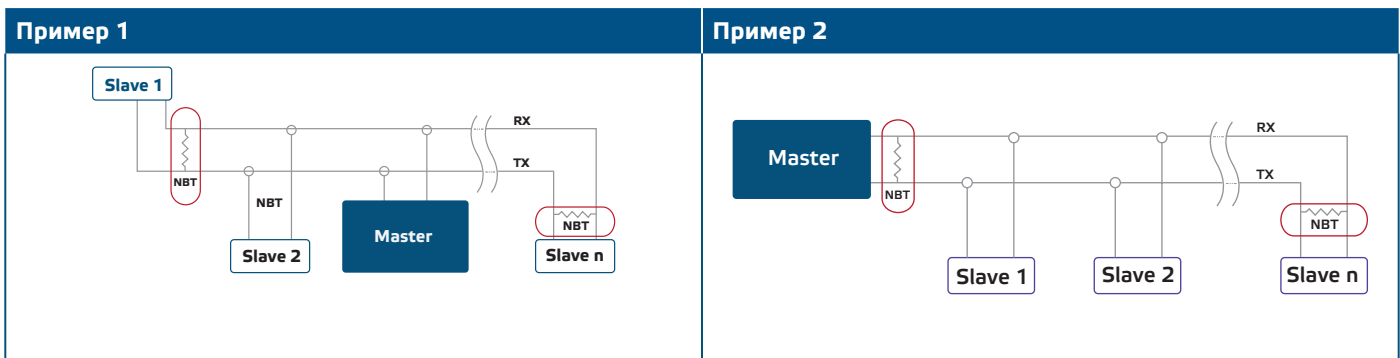 Пример 1
Slave 1
RX
TX
NBT
NBT
NBT
Master
Slave 2
Slave n
Пример 2
Master
RX
TX
NBT
NBT
Slave 1
Slave 2
Slave n